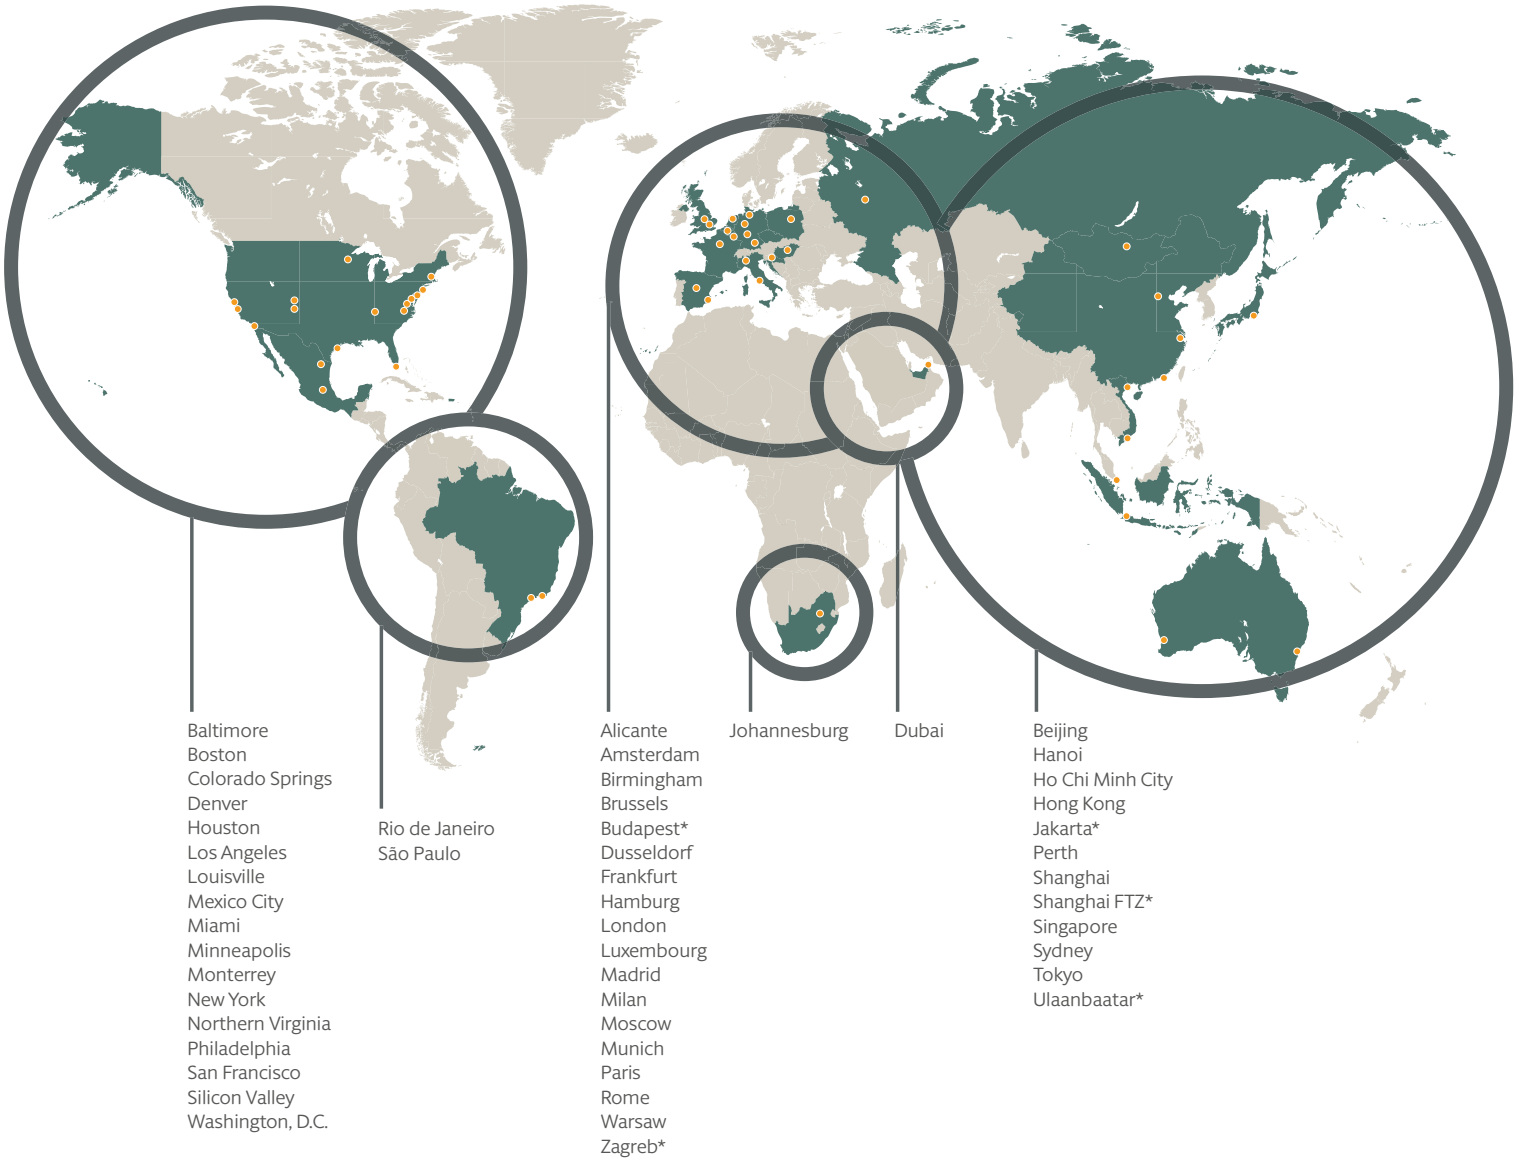 Baltimore
Boston
Colorado Springs
Denver
Houston
Los Angeles
Louisville
Mexico City
Miami
Minneapolis
Monterrey
New York
Northern Virginia
Philadelphia
San Francisco
Silicon Valley
Washington, D.C.
Rio de Janeiro
São Paulo
Alicante
Amsterdam
Birmingham
Brussels
Budapest*
Dusseldorf
Frankfurt
Hamburg
London
Luxembourg
Madrid
Milan
Moscow
Munich
Paris
Rome
Warsaw
Zagreb*
Johannesburg
Dubai
Beijing
Hanoi
Ho Chi Minh City
Hong Kong
Jakarta*
Perth
Shanghai
Shanghai FTZ*
Singapore
Sydney
Tokyo
Ulaanbaatar*